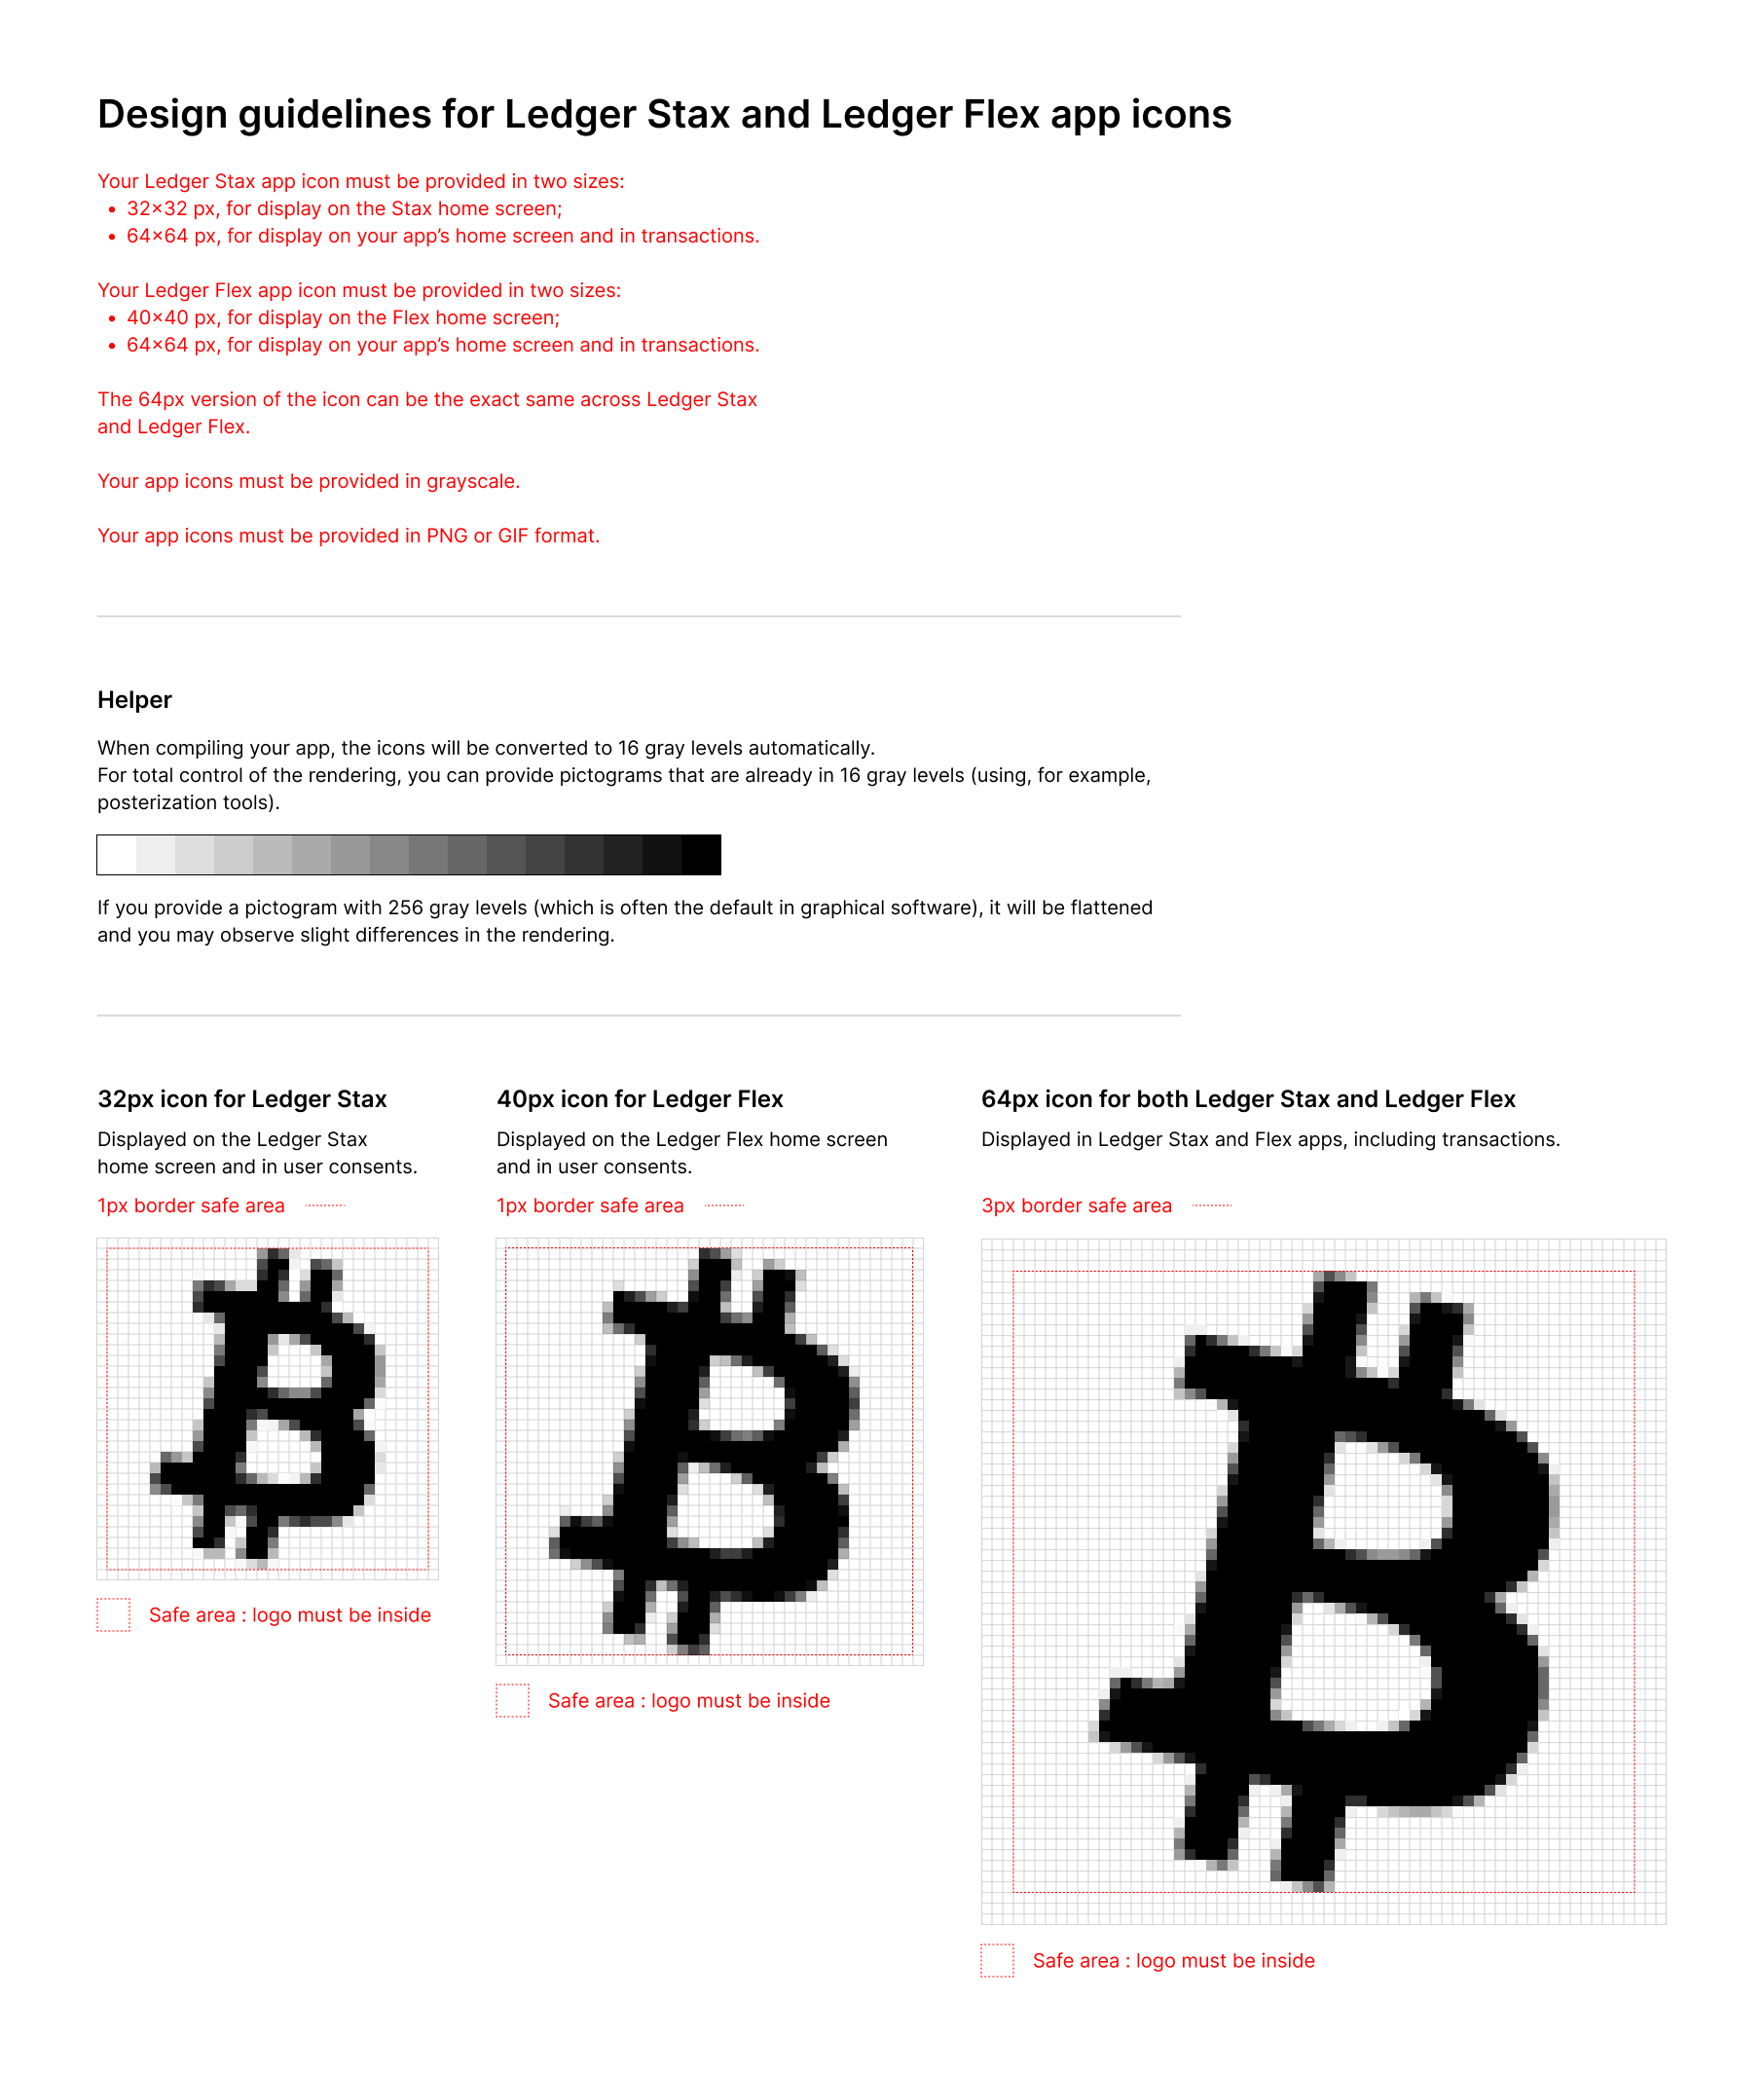 Design guidelines for Ledger Stax and Ledger Flex app icons
Your Ledger Stax app icon must be provided in two sizes:
• 32×32 px, for display on the Stax home screen;
• 64×64 px, for display on your app’s home screen and in transactions.
Your Ledger Flex app icon must be provided in two sizes:
• 40×40 px, for display on the Flex home screen;
• 64×64 px, for display on your app’s home screen and in transactions.
The 64px version of the icon can be the exact same across Ledger Stax
and Ledger Flex.
Your app icons must be provided in grayscale.
Your app icons must be provided in PNG or GIF format.
Helper
When compiling your app, the icons will be converted to 16 gray levels automatically.
For total control of the rendering, you can provide pictograms that are already in 16 gray levels (using, for example,
posterization tools).
If you provide a pictogram with 256 gray levels (which is often the default in graphical software), it will be flattened
and you may observe slight differences in the rendering.
32px icon for Ledger Stax
Displayed on the Ledger Stax
home screen and in user consents.
1px border safe area
Safe area : logo must be inside
40px icon for Ledger Flex
Displayed on the Ledger Flex home screen
and in user consents.
1px border safe area
Safe area : logo must be inside
64px icon for both Ledger Stax and Ledger Flex
Displayed in Ledger Stax and Flex apps, including transactions.
3px border safe area
Safe area : logo must be inside